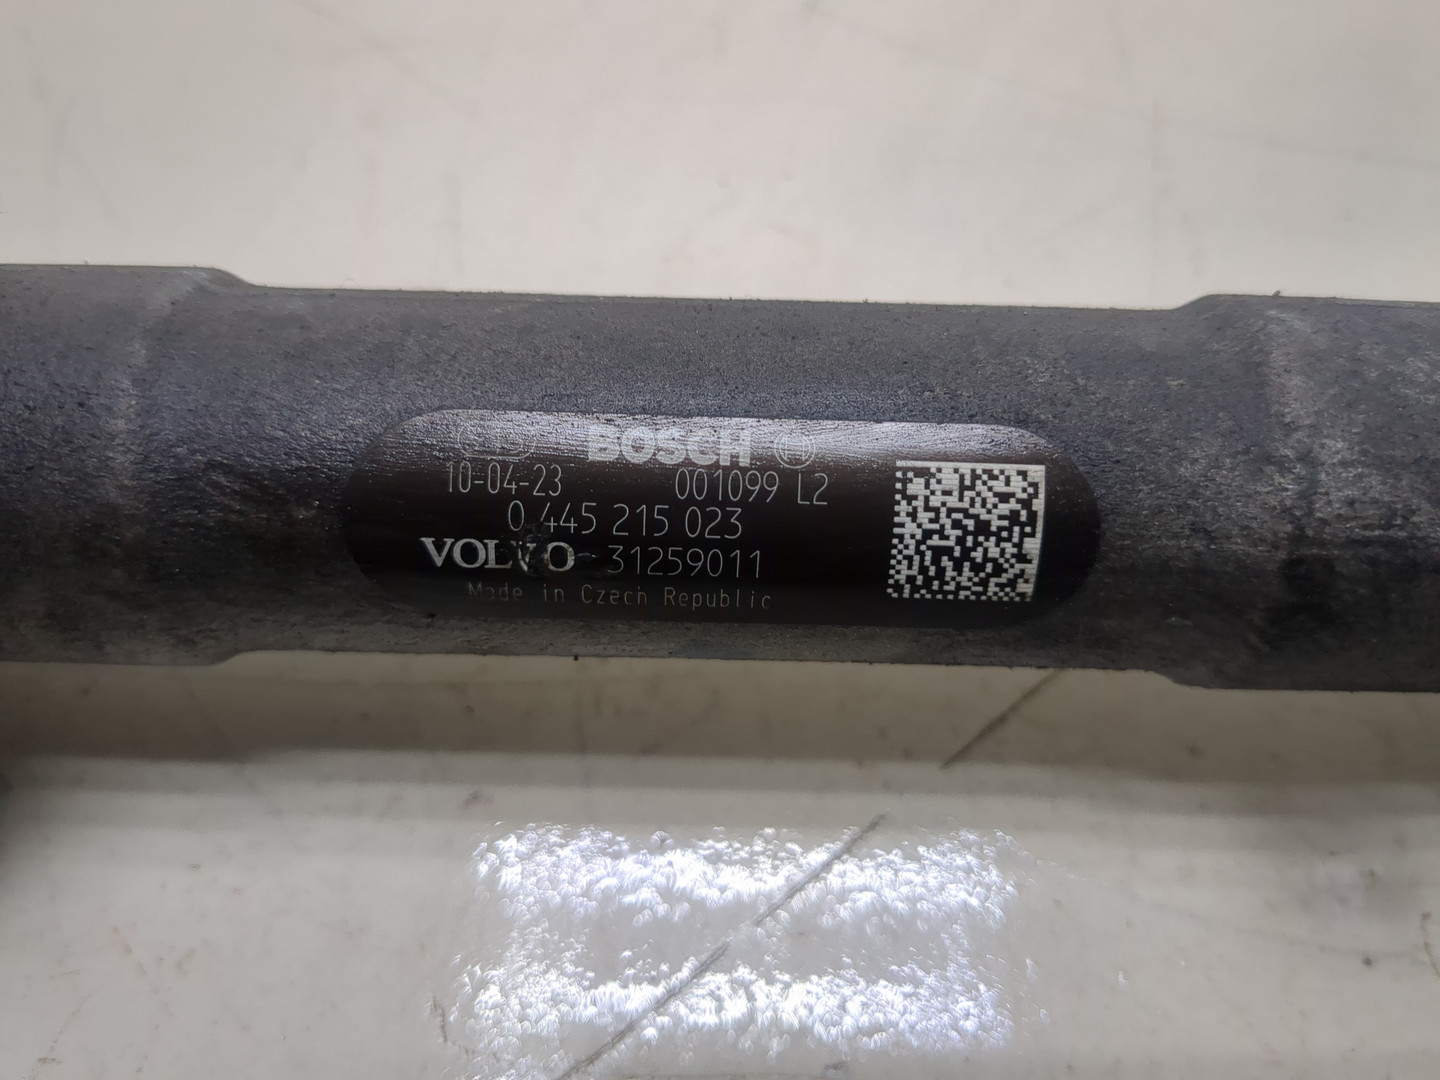 BOSCH
10-04-23 001099 L2
0 445 215 023
VOLVO 31259011
Made in Czech Republic